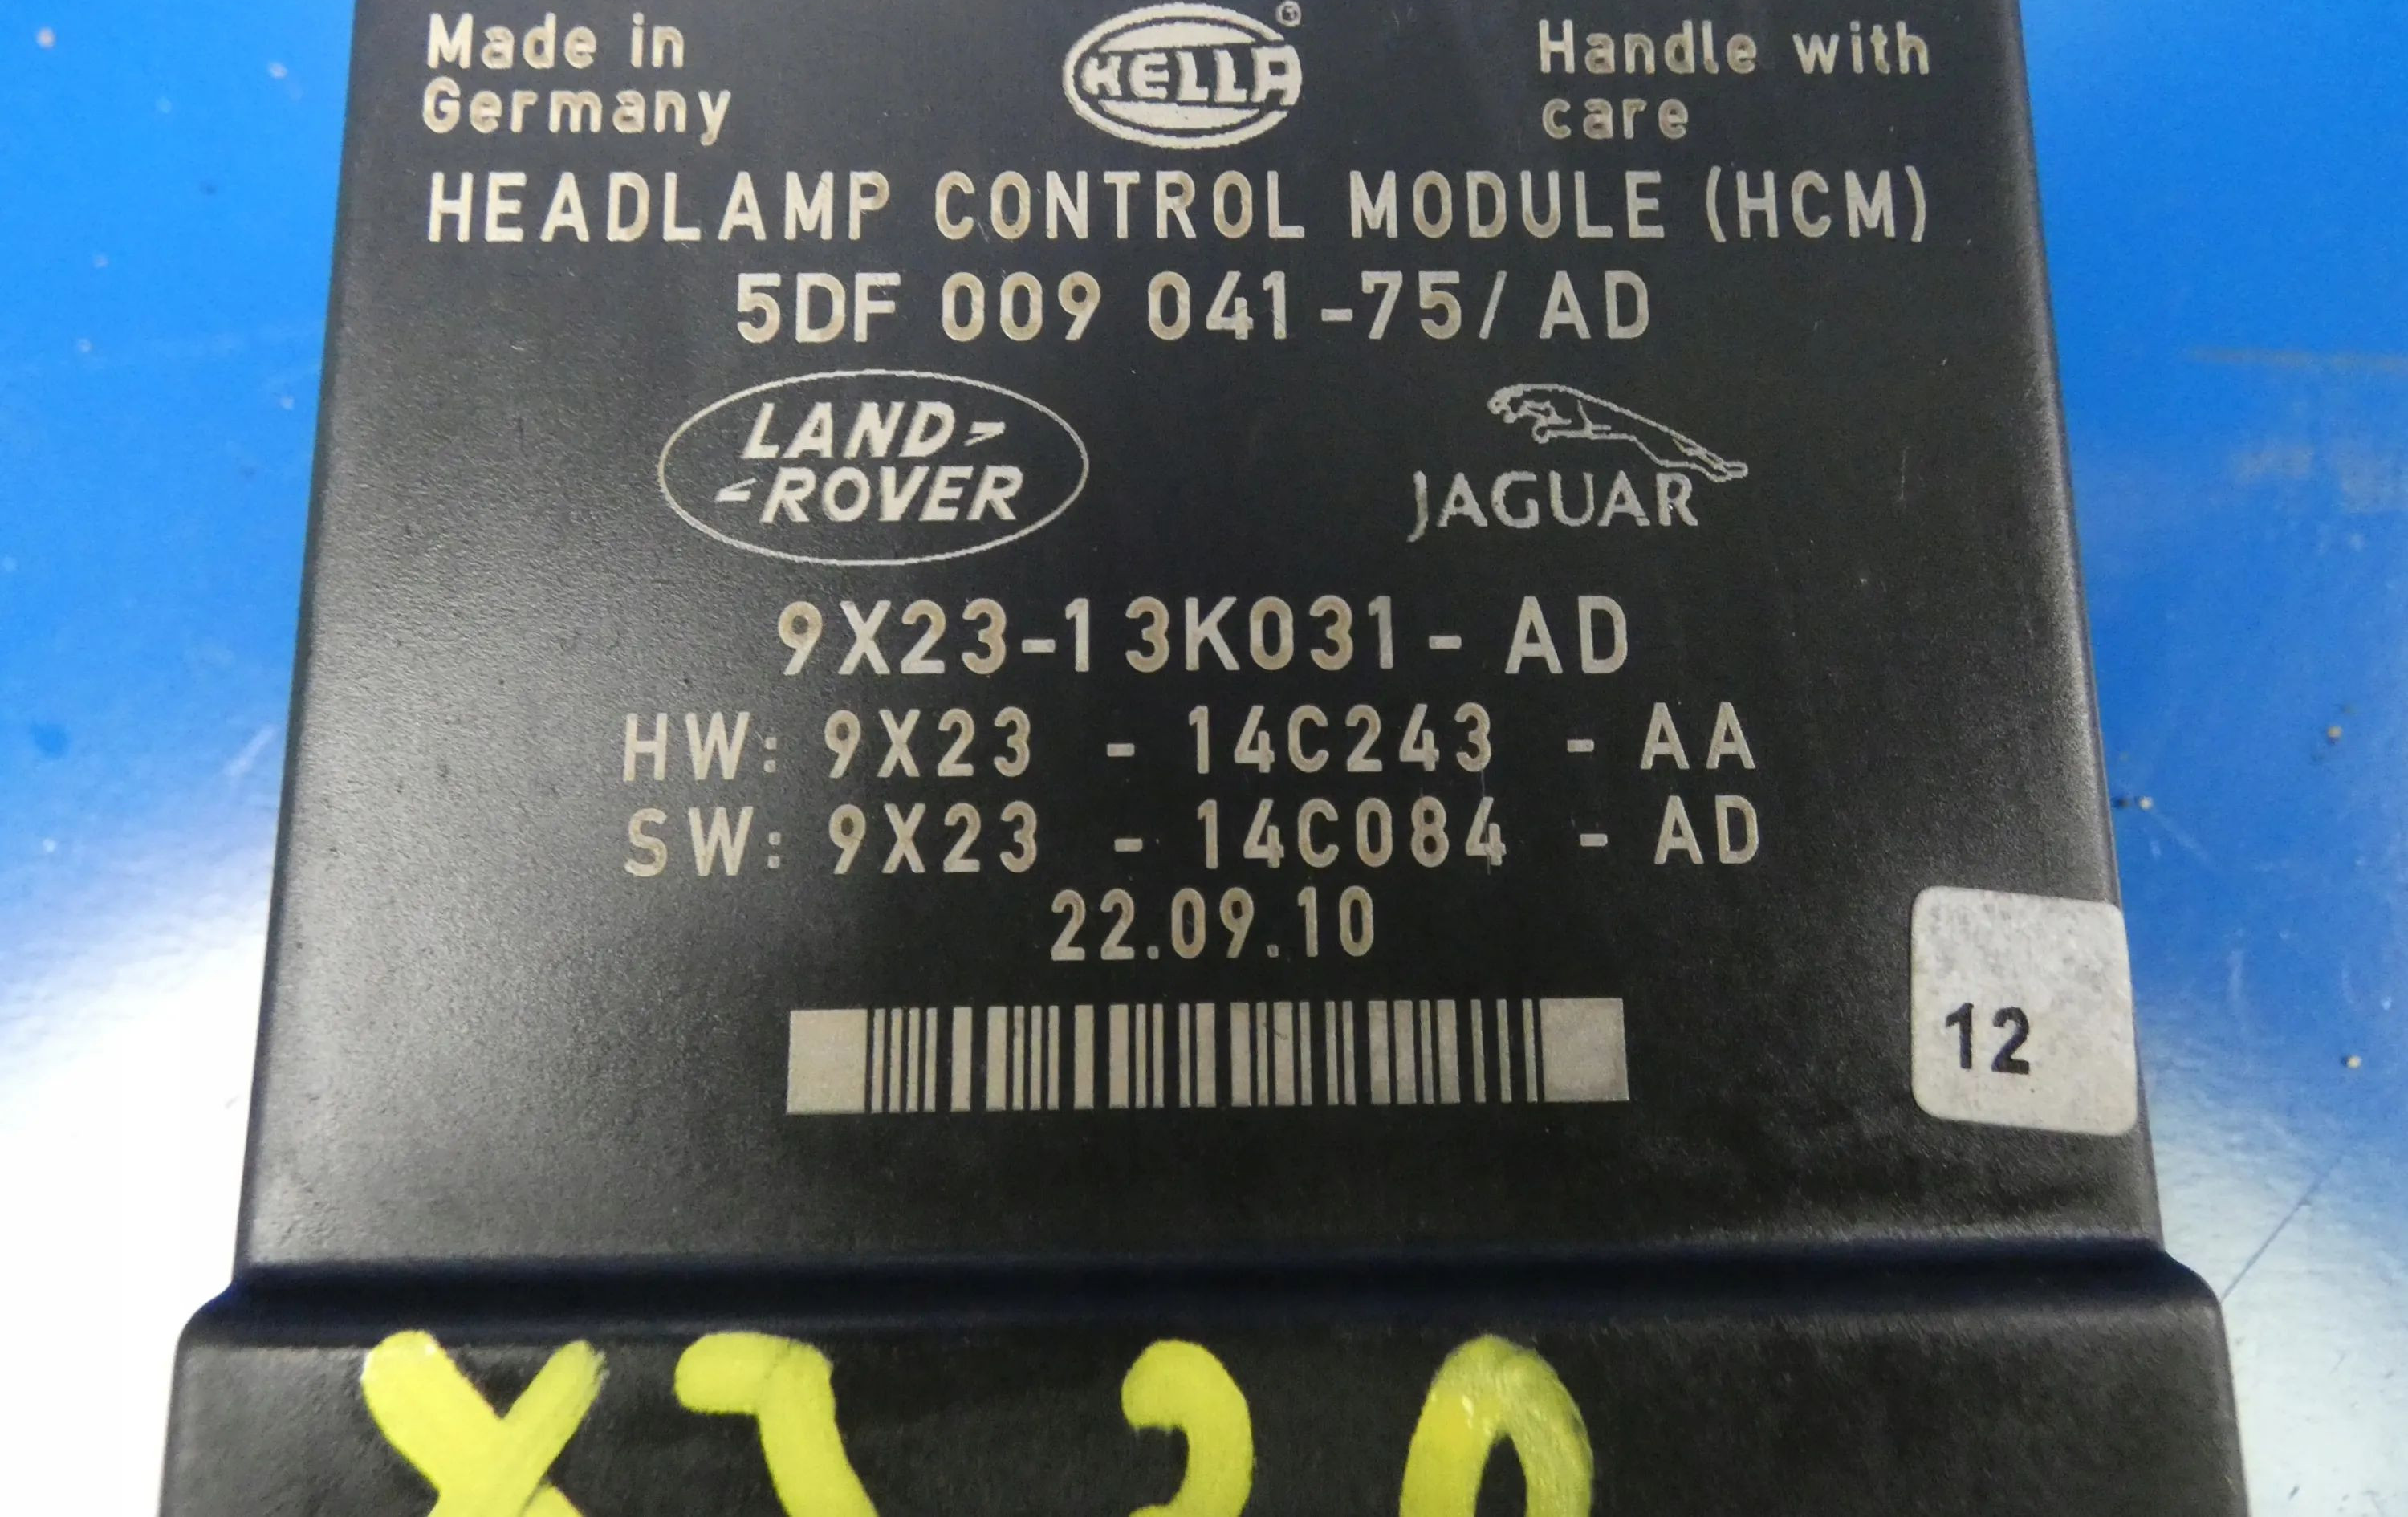 Made in
Germany
HELLA
®
Handle with
care
HEADLAMP CONTROL MODULE (HCM)
5DF 009 041-75/ AD
LAND
ROVER
JAGUAR
9X23-13K031- AD
HW: 9X23 - 14C243 - AA
SW: 9X23 - 14C084 - AD
22.09.10
12